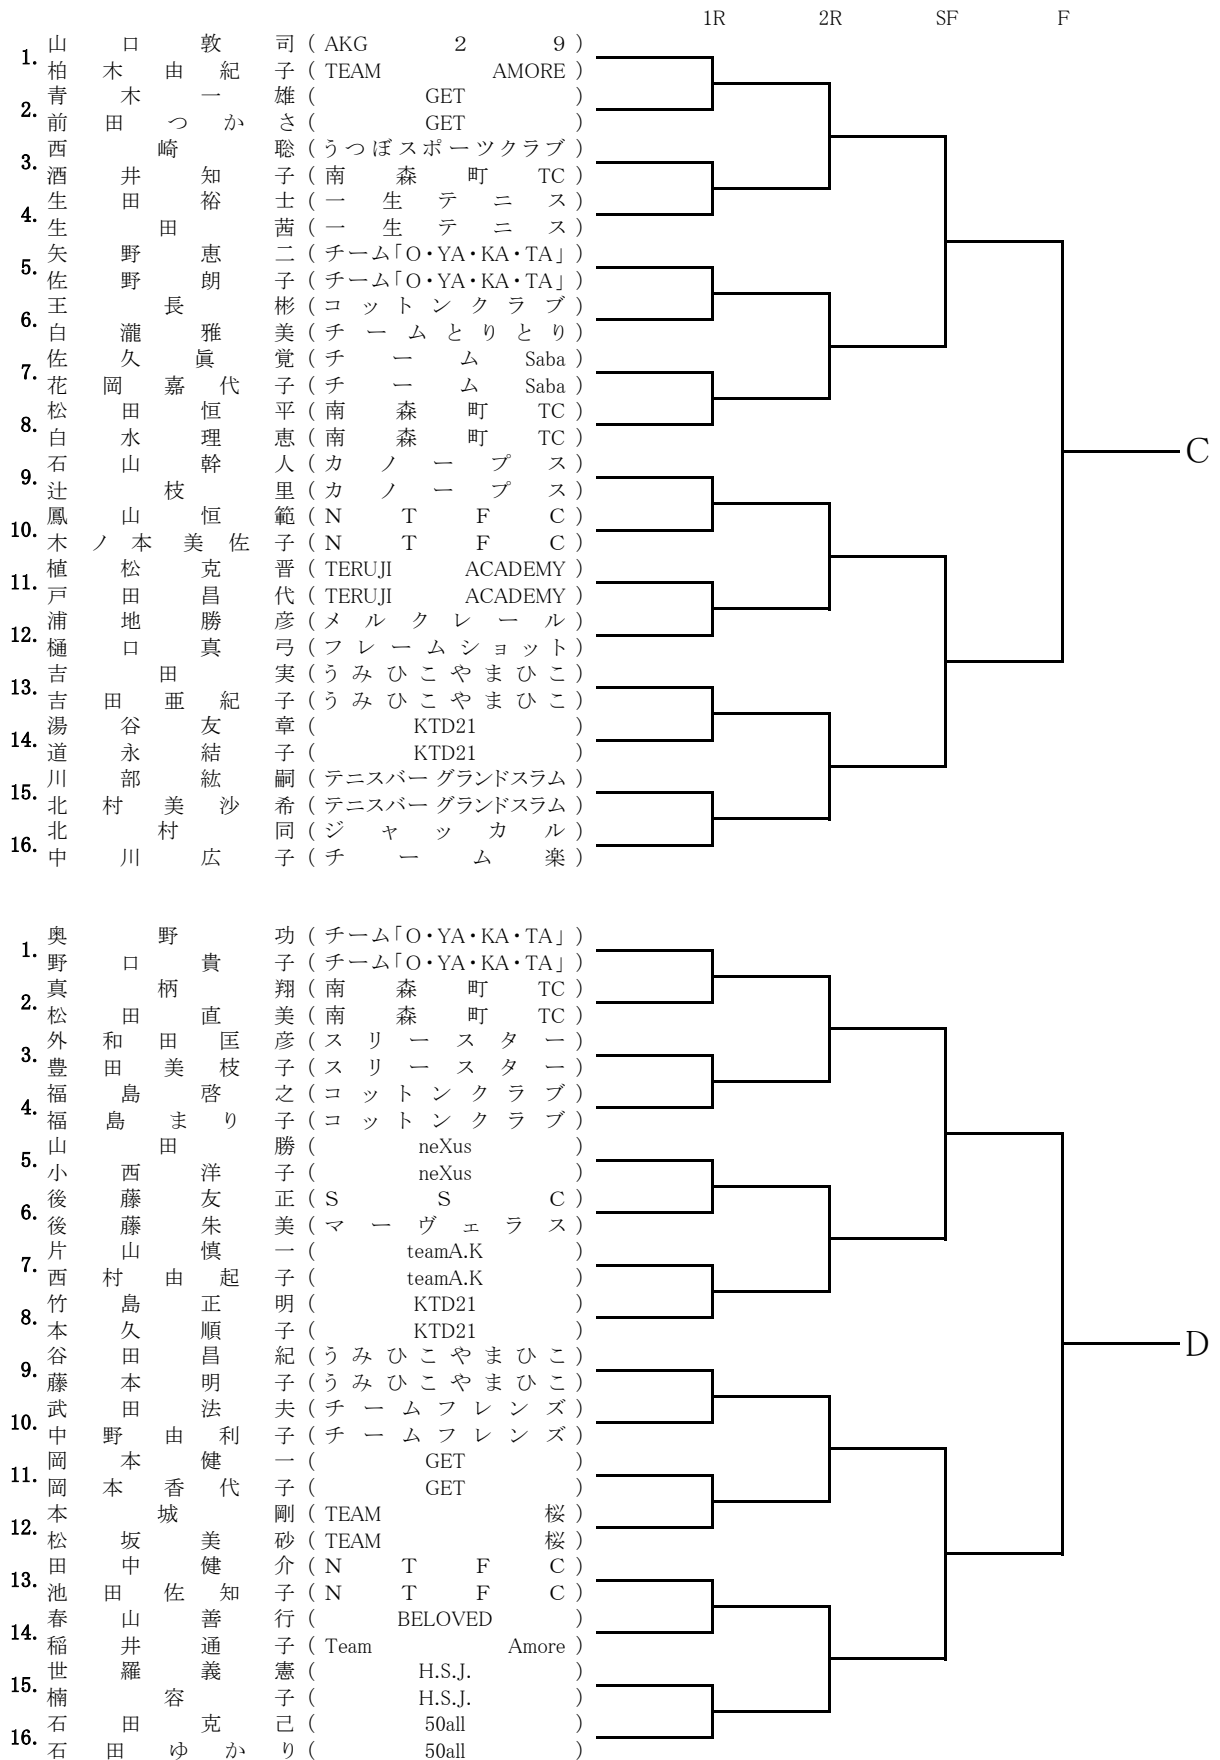 1R 2R SF F
1. 山口敦司 (AKG29)
柏木由紀子 (TEAM AMORE)
2. 青木一雄 (GET)
前田つかさ (GET)
3. 西崎聡 (うつぼスポーツクラブ)
酒井知子 (南森町TC)
4. 生田裕士 (一生テニス)
生田茜 (一生テニス)
5. 矢野恵二 (チーム「O・YA・KA・TA」)
佐野朗子 (チーム「O・YA・KA・TA」)
6. 王長彬 (コットンクラブ)
白瀧雅美 (チームとりとり)
7. 佐久眞覚 (チームSaba)
花岡嘉代子 (チームSaba)
8. 松田恒平 (南森町TC)
白水理恵 (南森町TC)
9. 石山幹人 (カノープス)
辻枝里 (カノープス)
10. 鳳山恒範 (NTFC)
木ノ本美佐子 (NTFC)
11. 植松克晋 (TERUJI ACADEMY)
戸田昌代 (TERUJI ACADEMY)
12. 浦地勝彦 (メルクレール)
樋口真弓 (フレームショット)
13. 吉田実 (うみひこやまひこ)
吉田亜紀子 (うみひこやまひこ)
14. 湯谷友章 (KTD21)
道永結子 (KTD21)
15. 川部紘嗣 (テニスバー グランドスラム)
北村美沙希 (テニスバー グランドスラム)
16. 北村同 (ジャッカル)
中川広子 (チーム楽)
C
1. 奥野功 (チーム「O・YA・KA・TA」)
野口貴子 (チーム「O・YA・KA・TA」)
2. 真柄翔 (南森町TC)
松田直美 (南森町TC)
3. 外和田匡彦 (スリースター)
豊田美枝子 (スリースター)
4. 福島啓之 (コットンクラブ)
福島まり子 (コットンクラブ)
5. 山田勝 (neXus)
小西洋子 (neXus)
6. 後藤友正 (SSC)
後藤朱美 (マーヴェラス)
7. 片山慎一 (teamA.K)
西村由起子 (teamA.K)
8. 竹島正明 (KTD21)
本久順子 (KTD21)
9. 谷田昌紀 (うみひこやまひこ)
藤本明子 (うみひこやまひこ)
10. 武田法夫 (チームフレンズ)
中野由利子 (チームフレンズ)
11. 岡本健一 (GET)
岡本香代子 (GET)
12. 本城剛 (TEAM 桜)
松坂美砂 (TEAM 桜)
13. 田中健介 (NTFC)
池田佐知子 (NTFC)
14. 春山善行 (BELOVED)
稲井通子 (Team Amore)
15. 世羅義憲 (H.S.J.)
楠容子 (H.S.J.)
16. 石田克己 (50all)
石田ゆかり (50all)
D